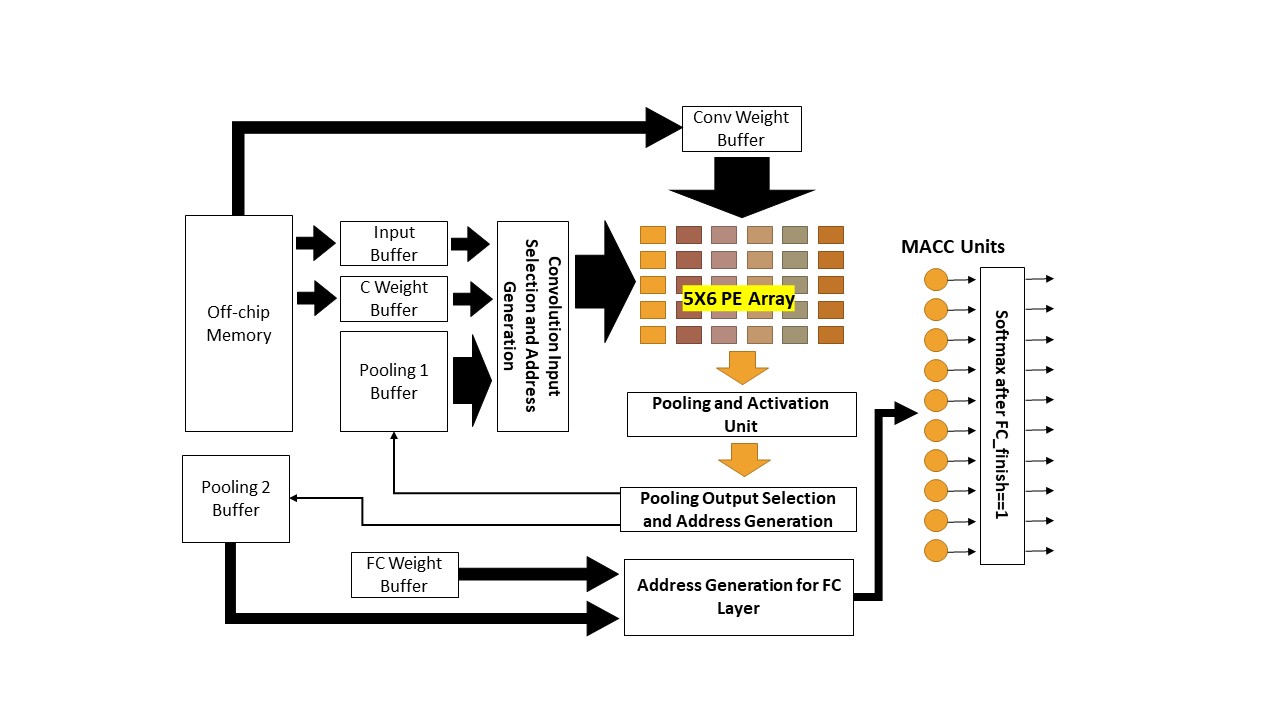 Conv Weight
Buffer
Off-chip
Memory
Input
Buffer
C Weight
Buffer
Pooling 1
Buffer
Convolution Input
Selection and Address
Generation
5X6 PE Array
MACC Units
Softmax after FC_finish==1
Pooling and Activation
Unit
Pooling Output Selection
and Address Generation
Pooling 2
Buffer
FC Weight
Buffer
Address Generation for FC
Layer